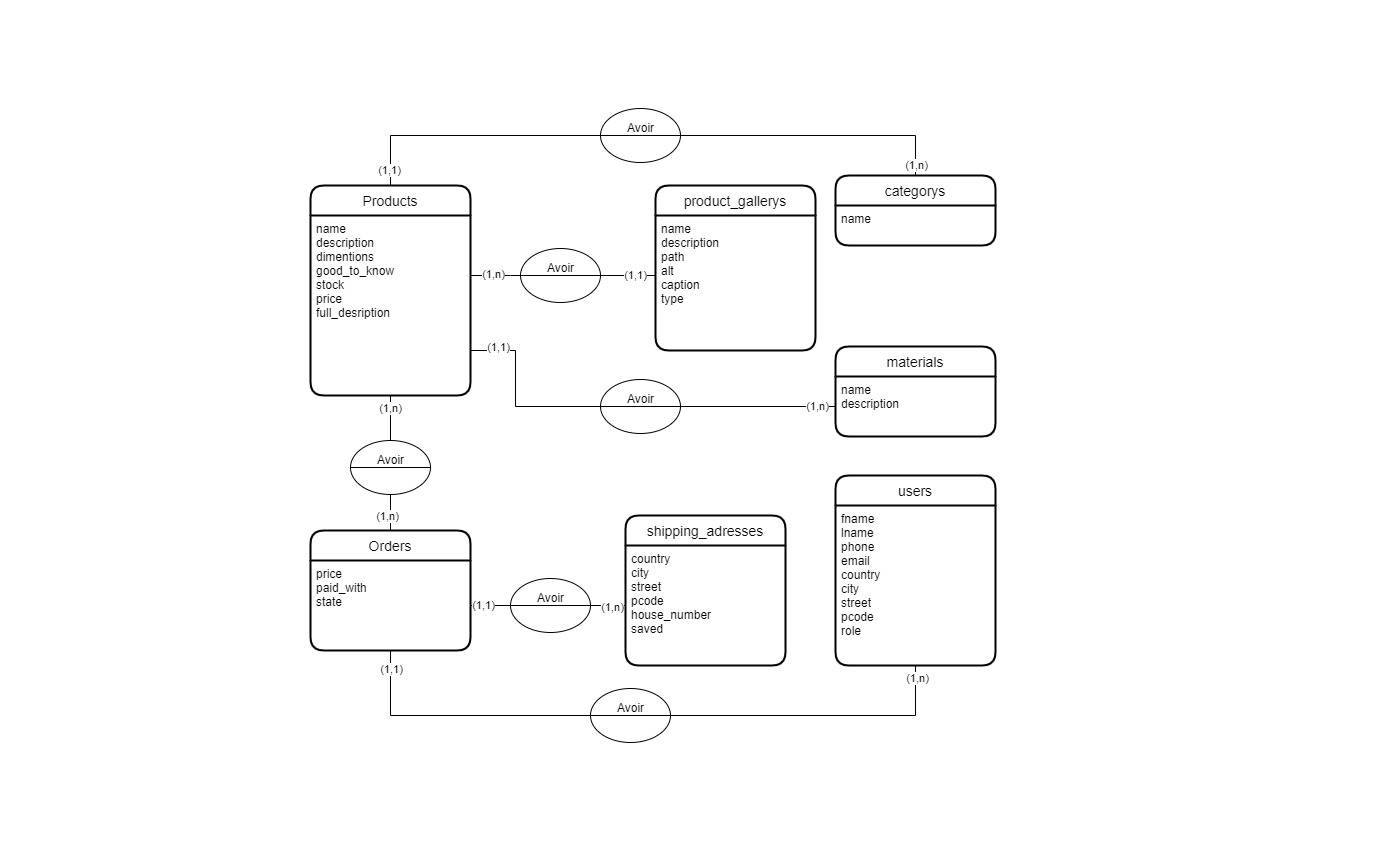 Avoir
(1,1)
(1,n)
Products
name
description
dimentions
good_to_know
stock
price
full_desription
product_gallerys
name
description
path
alt
caption
type
categorys
name
(1,n)
Avoir
(1,1)
(1,1)
Avoir
(1,n)
materials
name
description
(1,n)
Avoir
(1,n)
Orders
price
paid_with
state
(1,1)
Avoir
(1,n)
shipping_adresses
country
city
street
pcode
house_number
saved
users
fname
lname
phone
email
country
city
street
pcode
role
(1,1)
(1,n)
Avoir